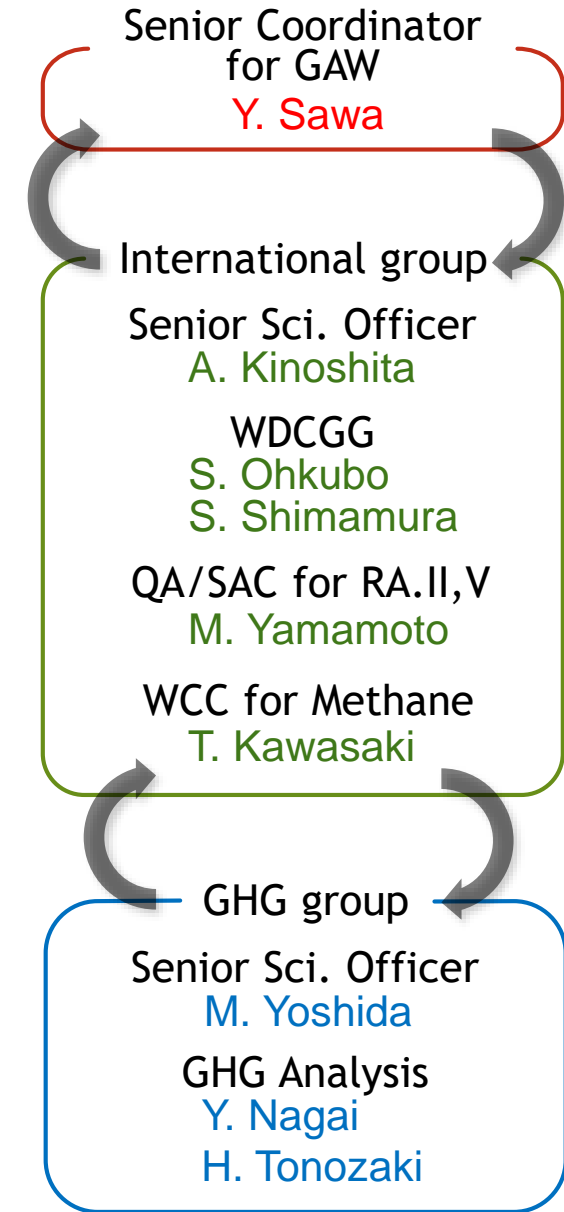 Senior Coordinator
for GAW
Y. Sawa
International group
Senior Sci. Officer
A. Kinoshita
WDCGG
S. Ohkubo
S. Shimamura
QA/SAC for RA.II,V
M. Yamamoto
WCC for Methane
T. Kawasaki
GHG group
Senior Sci. Officer
M. Yoshida
GHG Analysis
Y. Nagai
H. Tonozaki